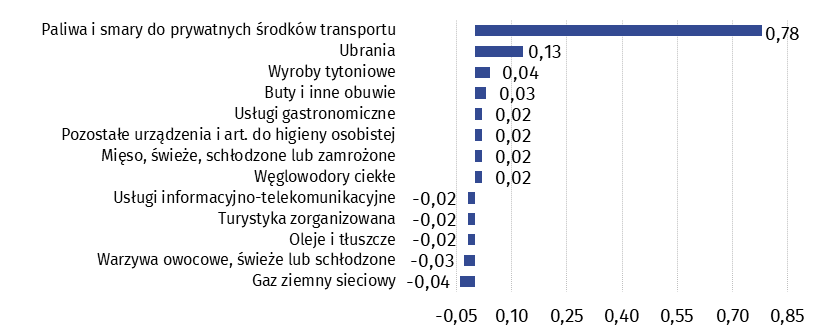 Paliwa i smary do prywatnych środków transportu 0,78
Ubrania 0,13
Wyroby tytoniowe 0,04
Buty i inne obuwie 0,03
Usługi gastronomiczne 0,02
Pozostałe urządzenia i art. do higieny osobistej 0,02
Mięso, świeże, schłodzone lub zamrożone 0,02
Węglowodory ciekłe 0,02
Usługi informacyjno-telekomunikacyjne -0,02
Turystyka zorganizowana -0,02
Oleje i tłuszcze -0,02
Warzywa owocowe, świeże lub schłodzone -0,03
Gaz ziemny sieciowy -0,04
-0,05 0,10 0,25 0,40 0,55 0,70 0,85